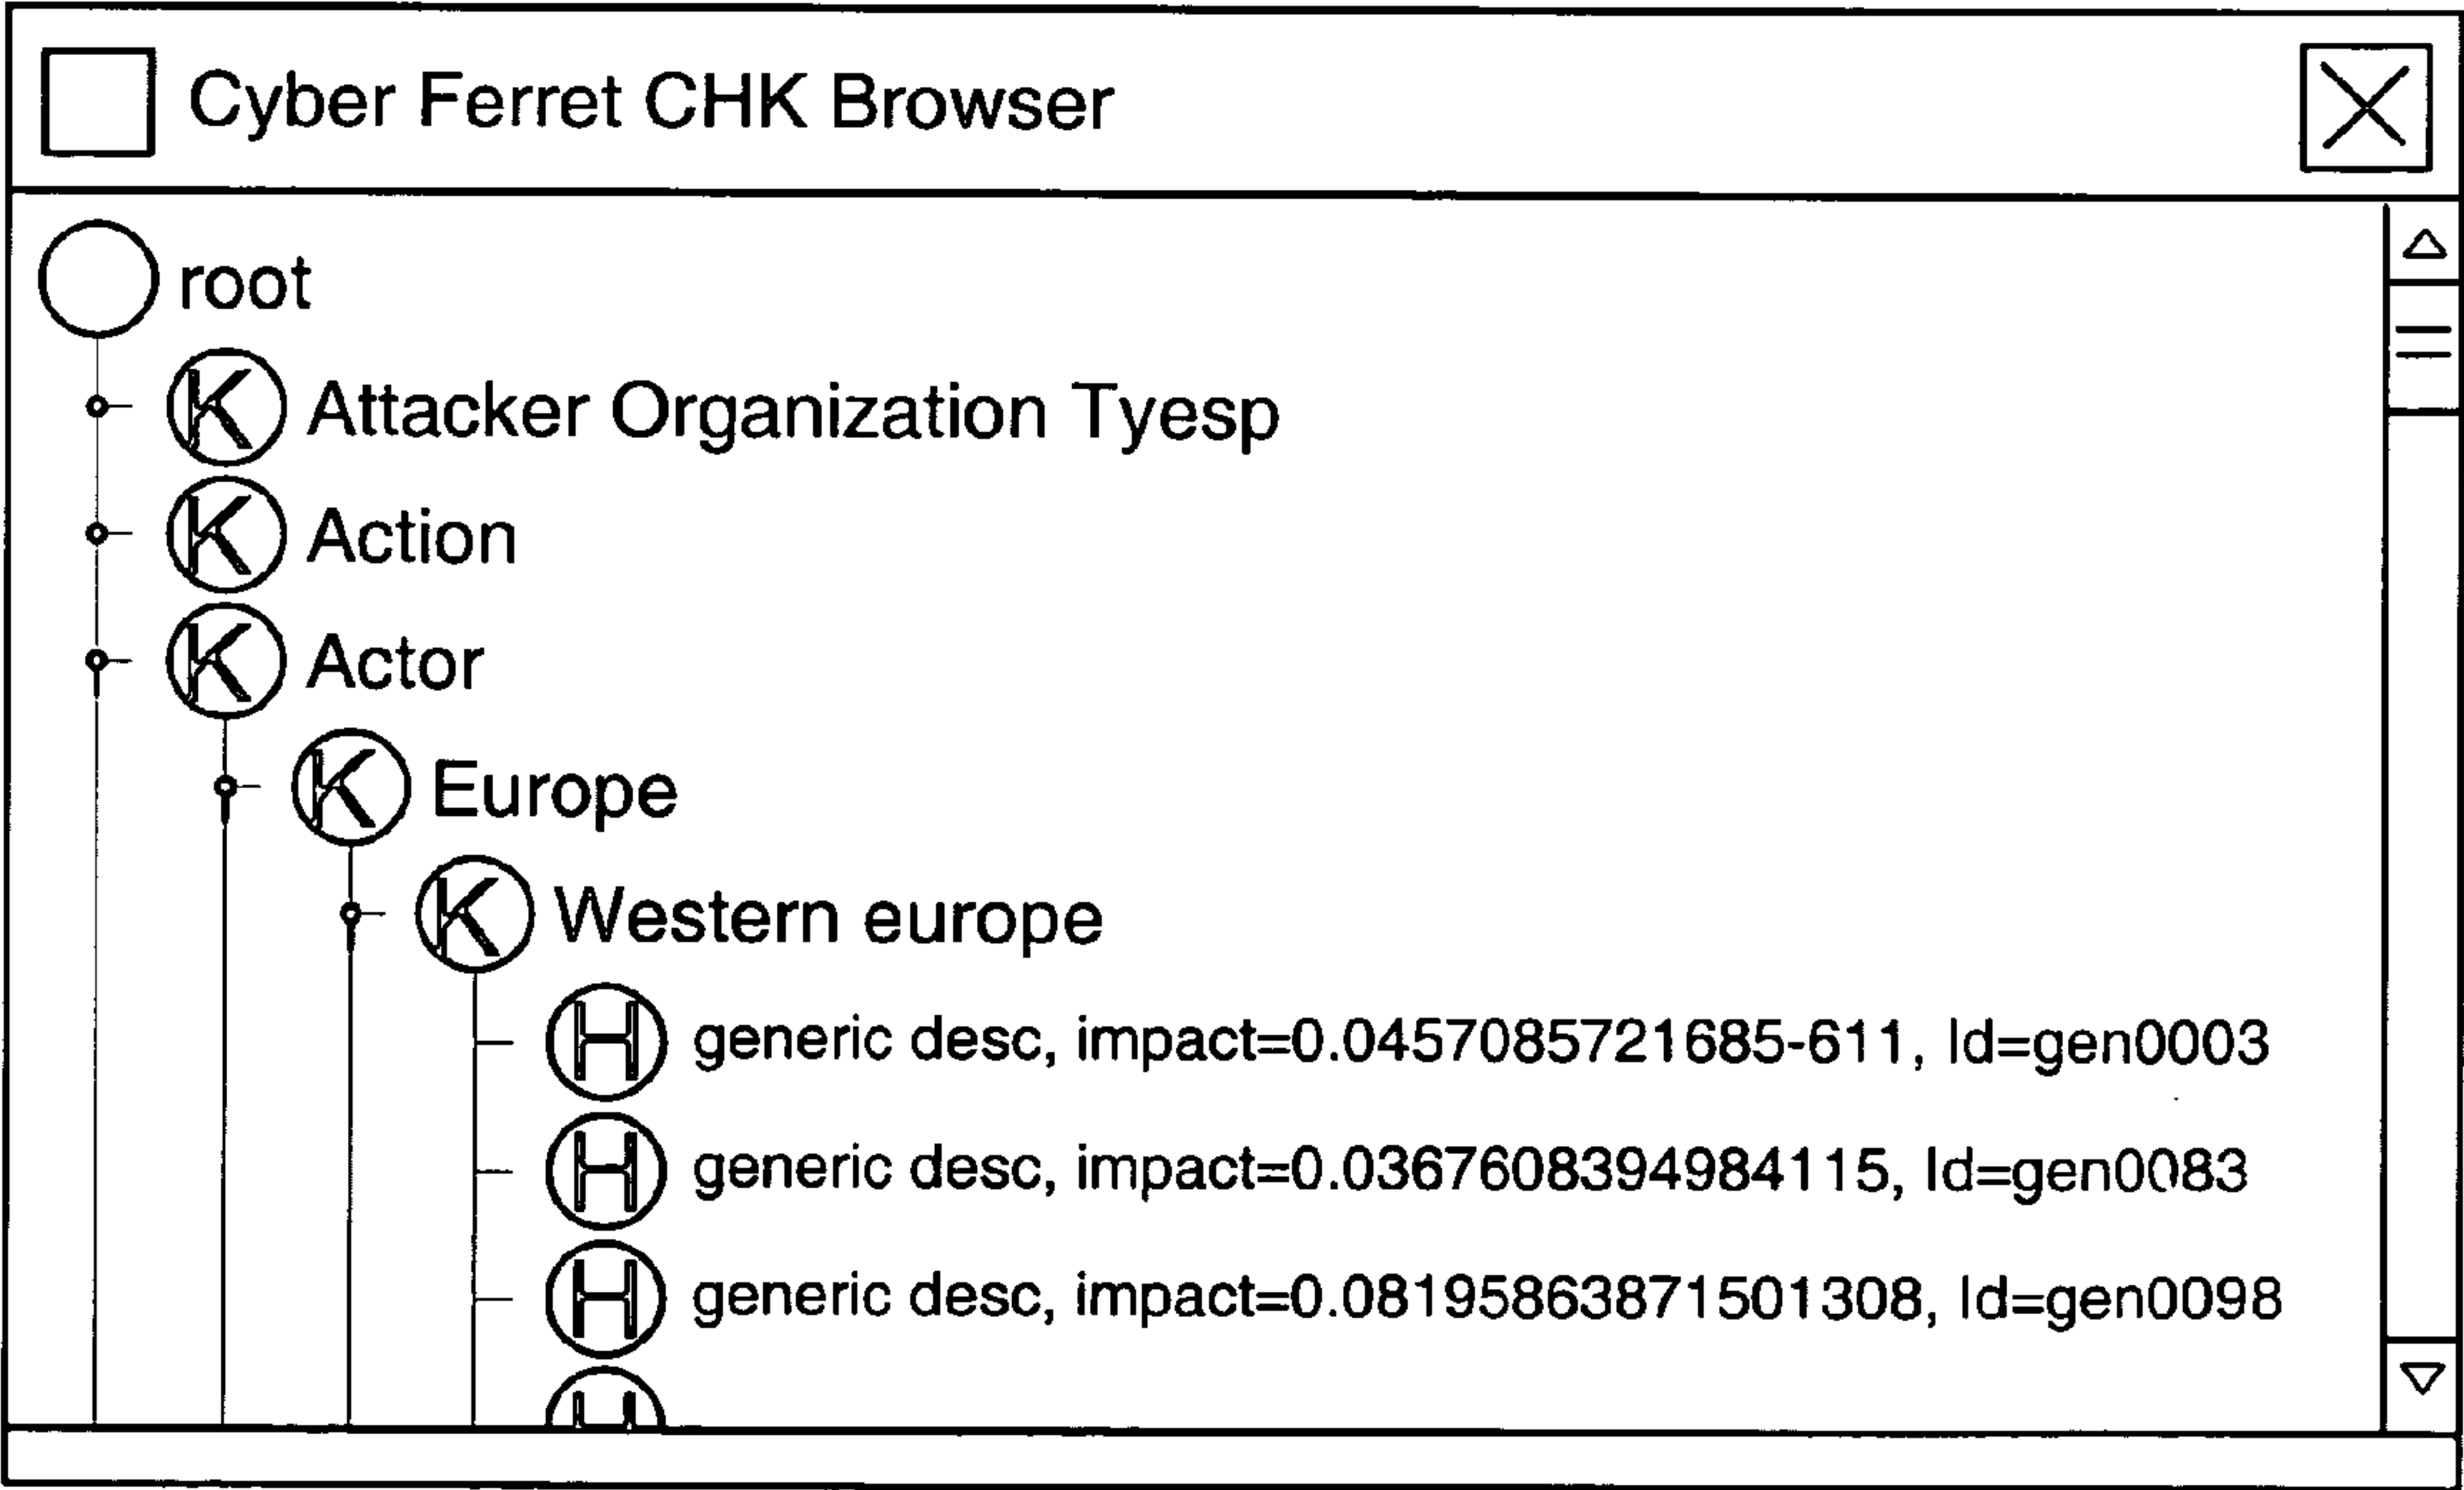 Cyber Ferret CHK Browser
root
K Attacker Organization Tyesp
K Action
K Actor
K Europe
K Western europe
H generic desc, impact=0.0457085721685-611, Id=gen0003
H generic desc, impact=0.0367608394984115, Id=gen0083
H generic desc, impact=0.08195863871501308, Id=gen0098
H